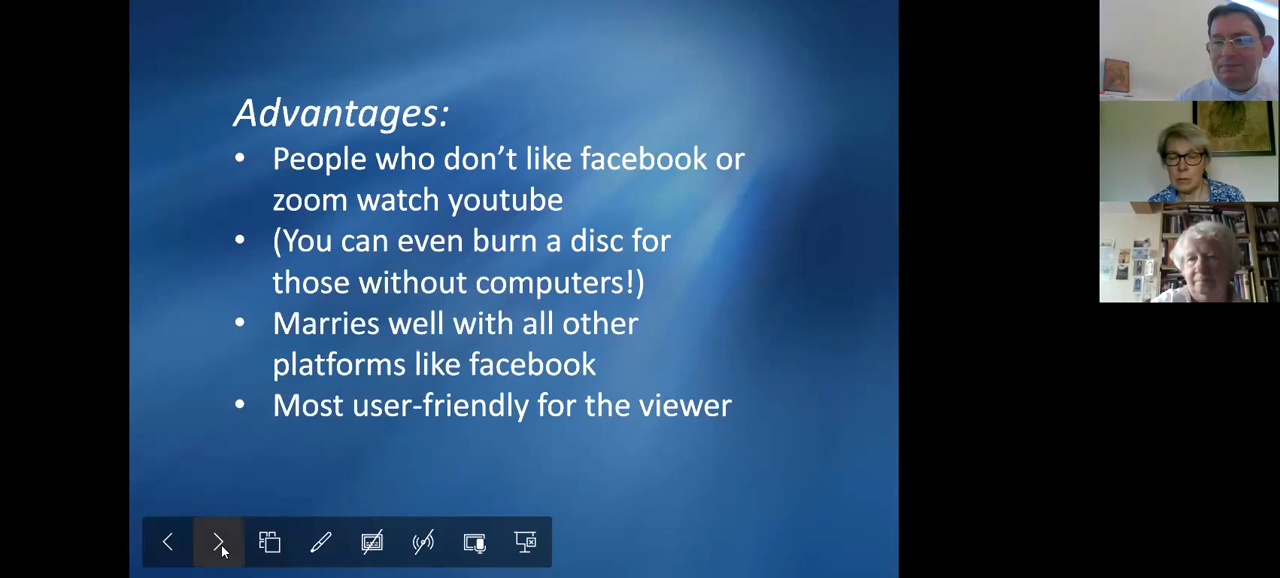 Advantages:
• People who don’t like facebook or
zoom watch youtube
• (You can even burn a disc for
those without computers!)
• Marries well with all other
platforms like facebook
• Most user-friendly for the viewer